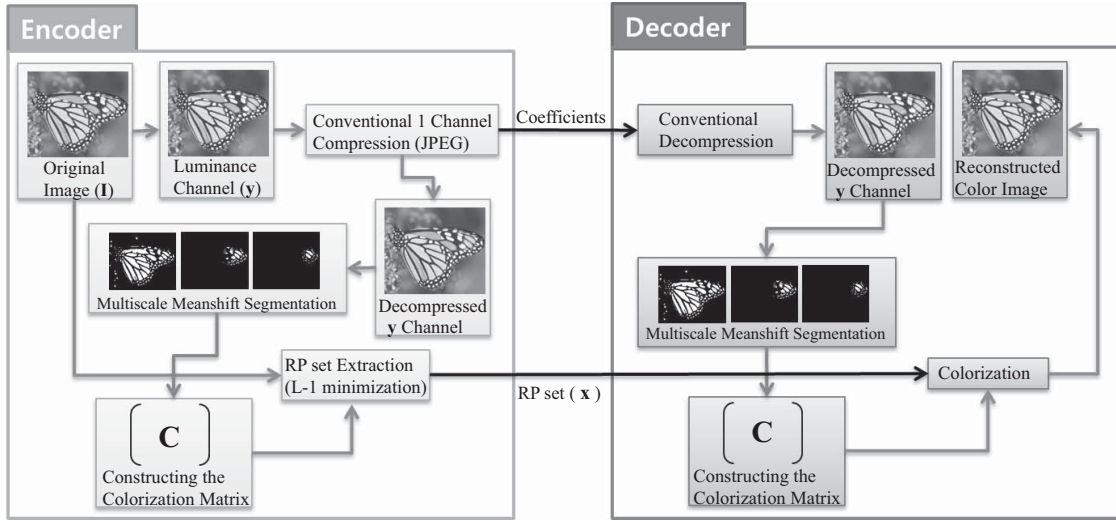 Encoder
Original
Image (I)
Luminance
Channel (y)
Conventional 1 Channel
Compression (JPEG)
Decompressed
y Channel
Multiscale Meanshift Segmentation
RP set Extraction
(L-1 minimization)
C
Constructing the
Colorization Matrix
Coefficients
RP set ( x )
Decoder
Conventional
Decompression
Decompressed
y Channel
Reconstructed
Color Image
Multiscale Meanshift Segmentation
Colorization
C
Constructing the
Colorization Matrix